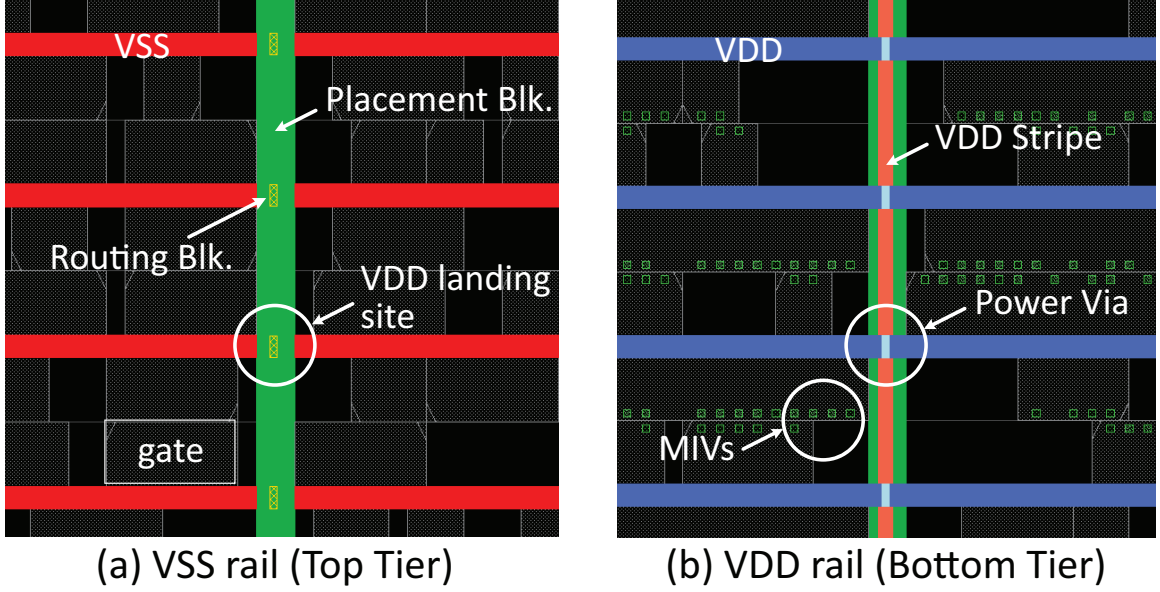 VSS
Placement Blk.
Routing Blk.
VDD landing
site
gate
(a) VSS rail (Top Tier)
VDD
VDD Stripe
Power Via
MIVs
(b) VDD rail (Bottom Tier)